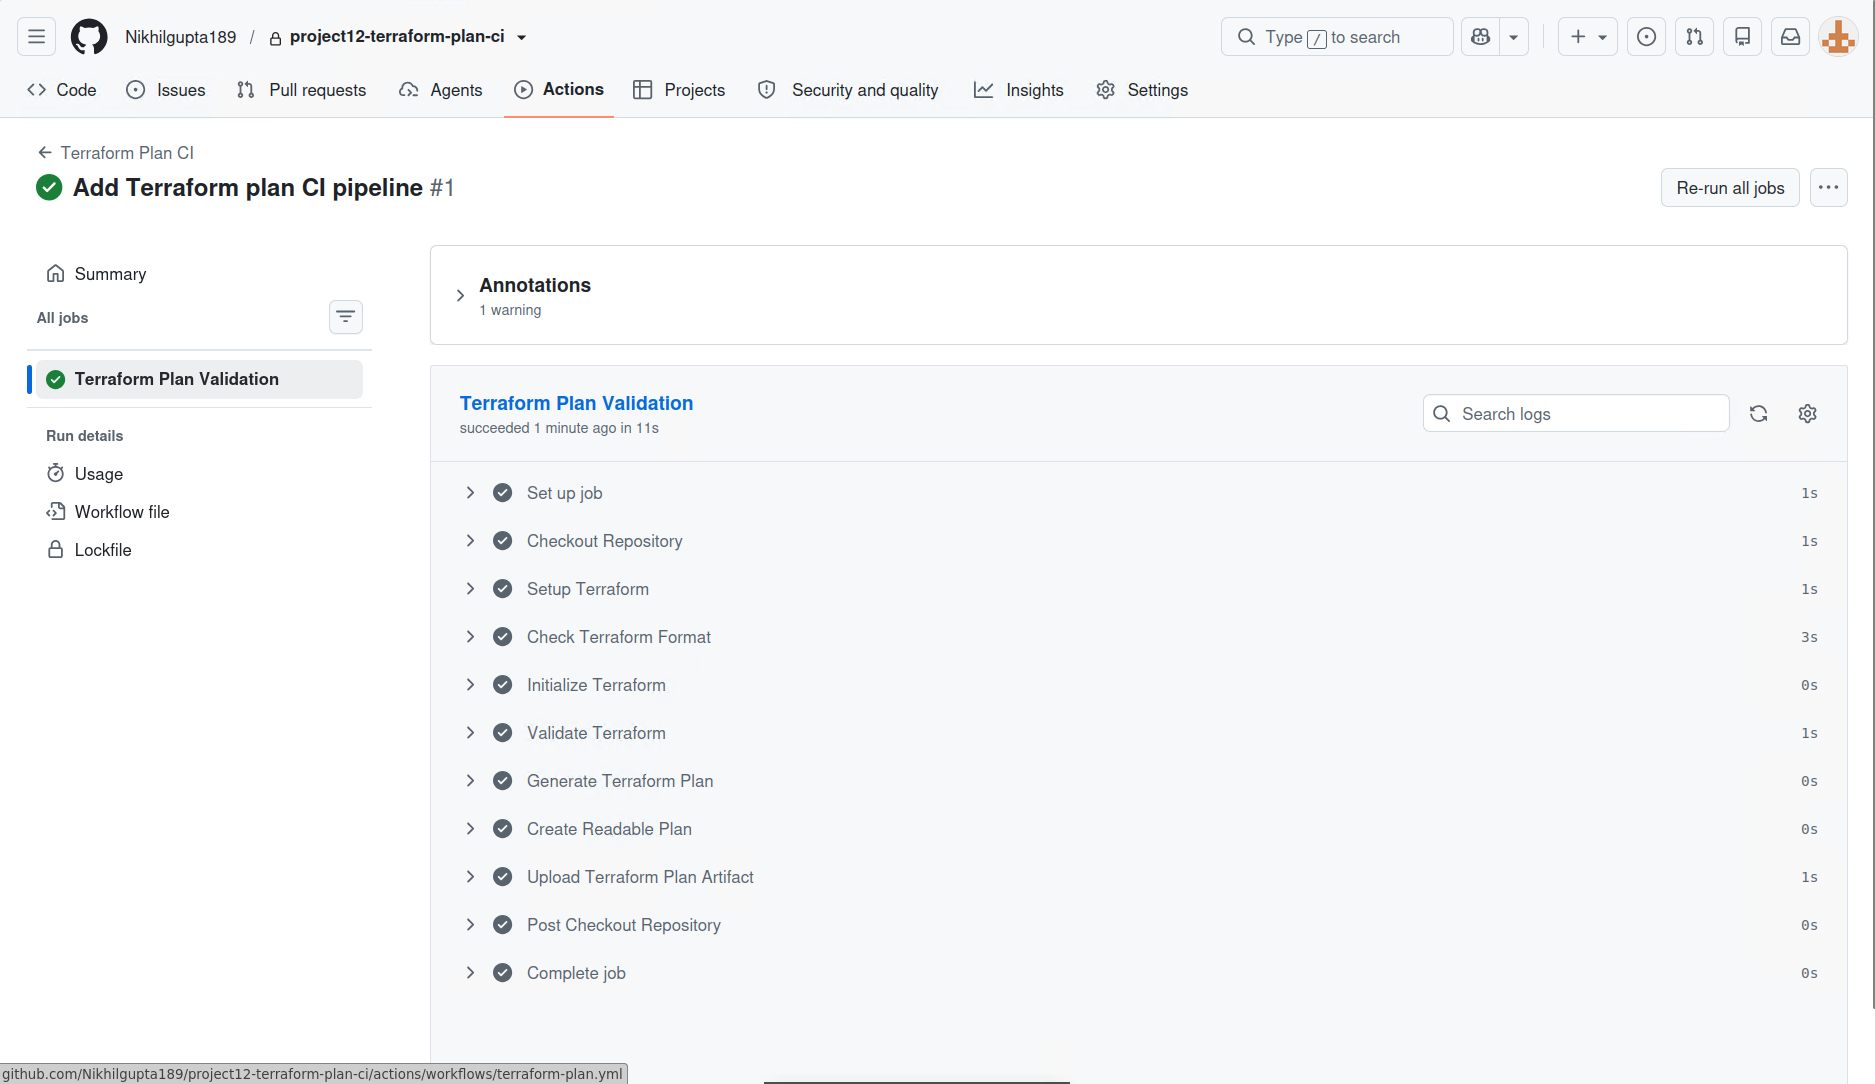 Nikhilgupta189 / project12-terraform-plan-ci
Type / to search
Code Issues Pull requests Agents Actions Projects Security and quality Insights Settings
Terraform Plan CI
Add Terraform plan CI pipeline #1
Re-run all jobs
Summary
All jobs
Terraform Plan Validation
Run details
Usage
Workflow file
Lockfile
Annotations
1 warning
Terraform Plan Validation
succeeded 1 minute ago in 11s
Search logs
Set up job 1s
Checkout Repository 1s
Setup Terraform 1s
Check Terraform Format 3s
Initialize Terraform 0s
Validate Terraform 1s
Generate Terraform Plan 0s
Create Readable Plan 0s
Upload Terraform Plan Artifact 1s
Post Checkout Repository 0s
Complete job 0s
github.com/Nikhilgupta189/project12-terraform-plan-ci/actions/workflows/terraform-plan.yml